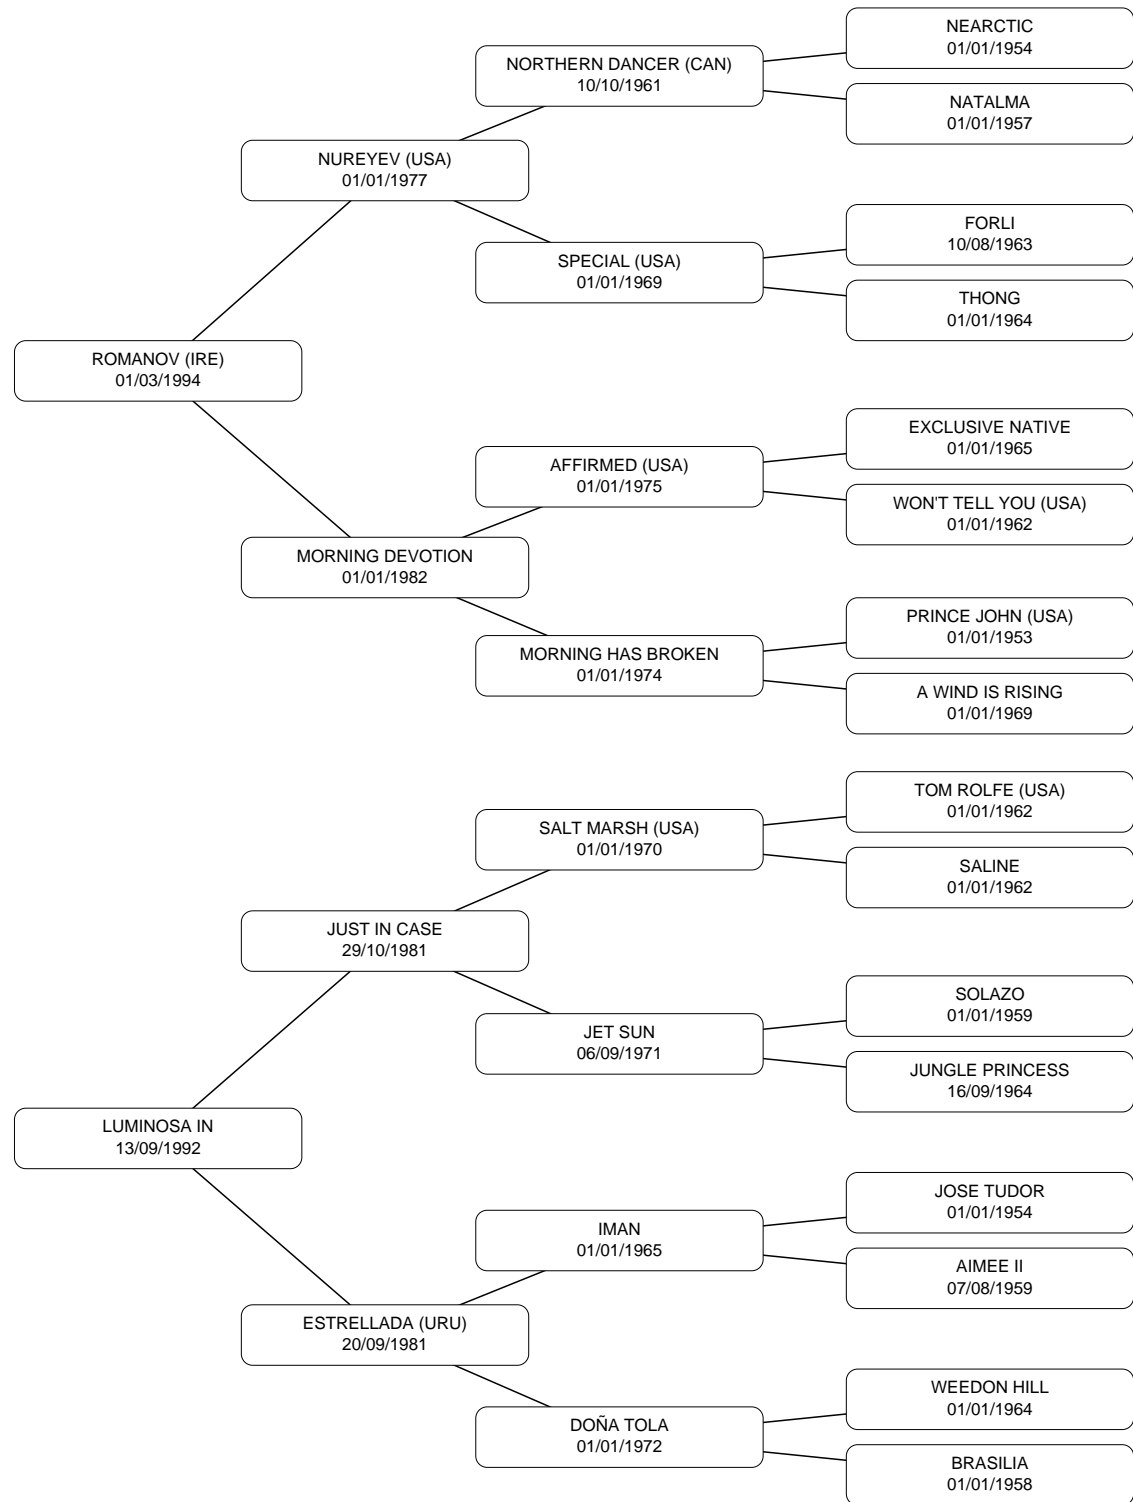 NEARCTIC
01/01/1954
NORTHERN DANCER (CAN)
10/10/1961
NATALMA
01/01/1957
NUREYEV (USA)
01/01/1977
FORLI
10/08/1963
SPECIAL (USA)
01/01/1969
THONG
01/01/1964
ROMANOV (IRE)
01/03/1994
EXCLUSIVE NATIVE
01/01/1965
AFFIRMED (USA)
01/01/1975
WON'T TELL YOU (USA)
01/01/1962
MORNING DEVOTION
01/01/1982
PRINCE JOHN (USA)
01/01/1953
MORNING HAS BROKEN
01/01/1974
A WIND IS RISING
01/01/1969
TOM ROLFE (USA)
01/01/1962
SALT MARSH (USA)
01/01/1970
SALINE
01/01/1962
JUST IN CASE
29/10/1981
SOLAZO
01/01/1959
JET SUN
06/09/1971
JUNGLE PRINCESS
16/09/1964
LUMINOSA IN
13/09/1992
JOSE TUDOR
01/01/1954
IMAN
01/01/1965
AIMEE II
07/08/1959
ESTRELLADA (URU)
20/09/1981
WEEDON HILL
01/01/1964
DOÑA TOLA
01/01/1972
BRASILIA
01/01/1958